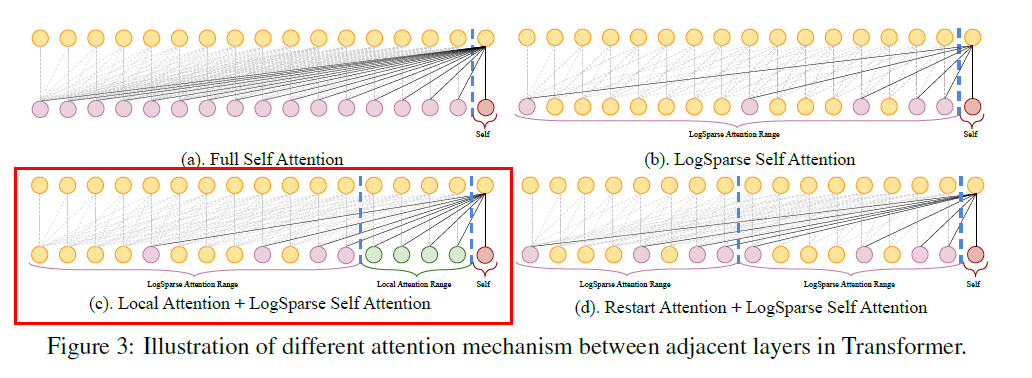 Self
(a). Full Self Attention
LogSparse Attention Range
Self
(b). LogSparse Self Attention
LogSparse Attention Range
Local Attention Range
Self
(c). Local Attention + LogSparse Self Attention
LogSparse Attention Range
LogSparse Attention Range
Self
(d). Restart Attention + LogSparse Self Attention
Figure 3: Illustration of different attention mechanism between adjacent layers in Transformer.